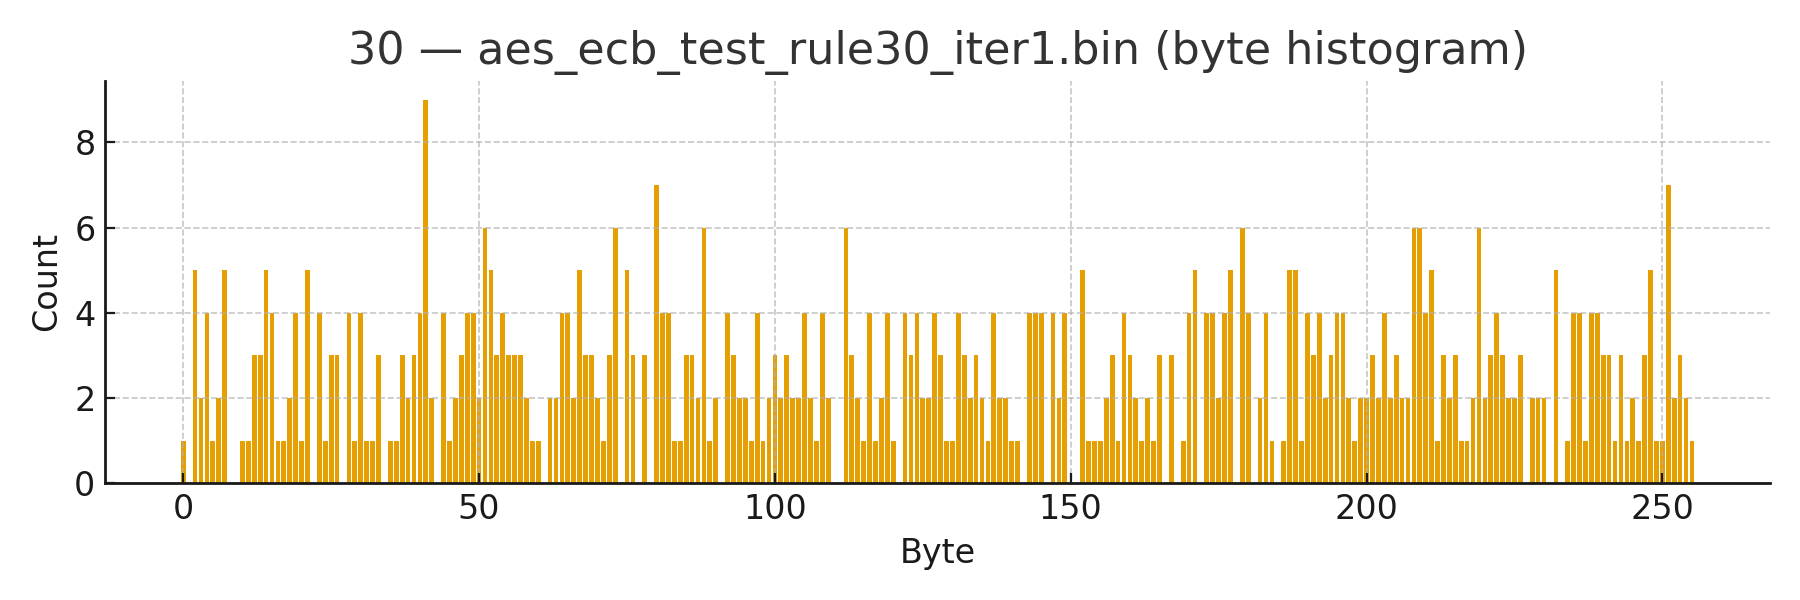 30 — aes_ecb_test_rule30_iter1.bin (byte histogram)
Count
8
6
4
2
0
0 50 100 150 200 250
Byte